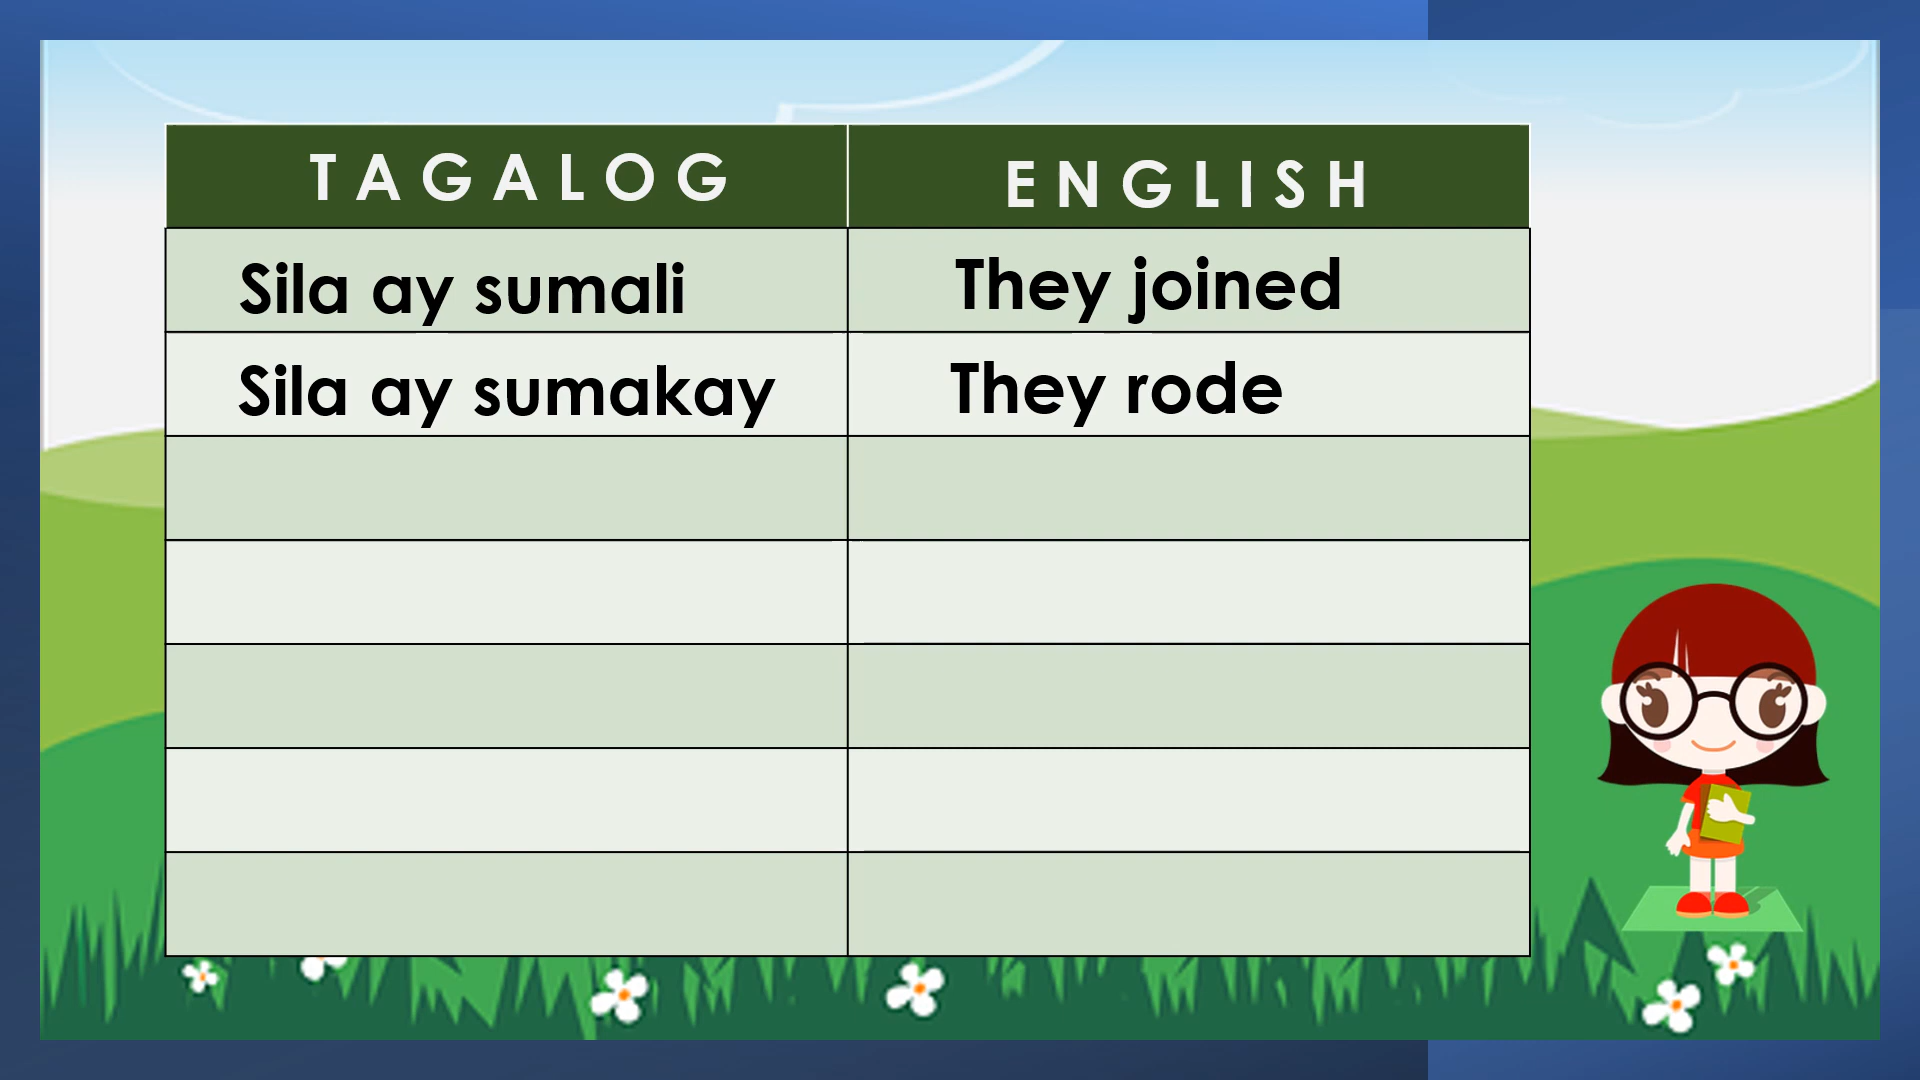 TAGALOG
ENGLISH
Sila ay sumali
They joined
Sila ay sumakay
They rode